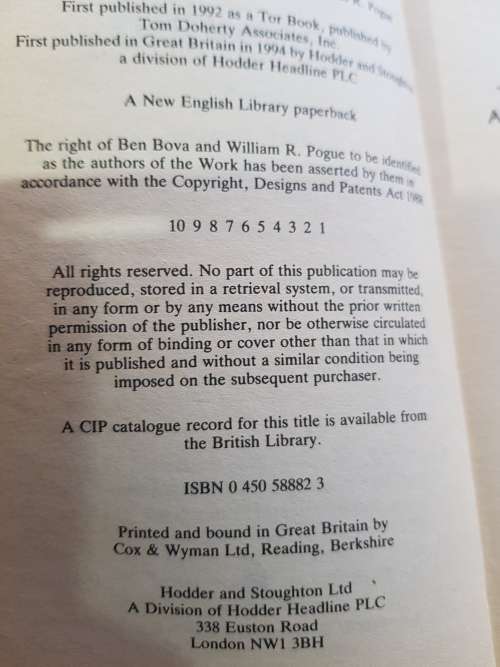 R. Pogue
First published in 1992 as a Tor Book, published by
Tom Doherty Associates, Inc.
First published in Great Britain in 1994 by Hodder and Stoughton,
a division of Hodder Headline PLC
A New English Library paperback
The right of Ben Bova and William R. Pogue to be identified
as the authors of the Work has been asserted by them in
accordance with the Copyright, Designs and Patents Act 1988.
10 9 8 7 6 5 4 3 2 1
All rights reserved. No part of this publication may be
reproduced, stored in a retrieval system, or transmitted,
in any form or by any means without the prior written
permission of the publisher, nor be otherwise circulated
in any form of binding or cover other than that in which
it is published and without a similar condition being
imposed on the subsequent purchaser.
A CIP catalogue record for this title is available from
the British Library.
ISBN 0 450 58882 3
Printed and bound in Great Britain by
Cox & Wyman Ltd, Reading, Berkshire
Hodder and Stoughton Ltd
A Division of Hodder Headline PLC
338 Euston Road
London NW1 3BH